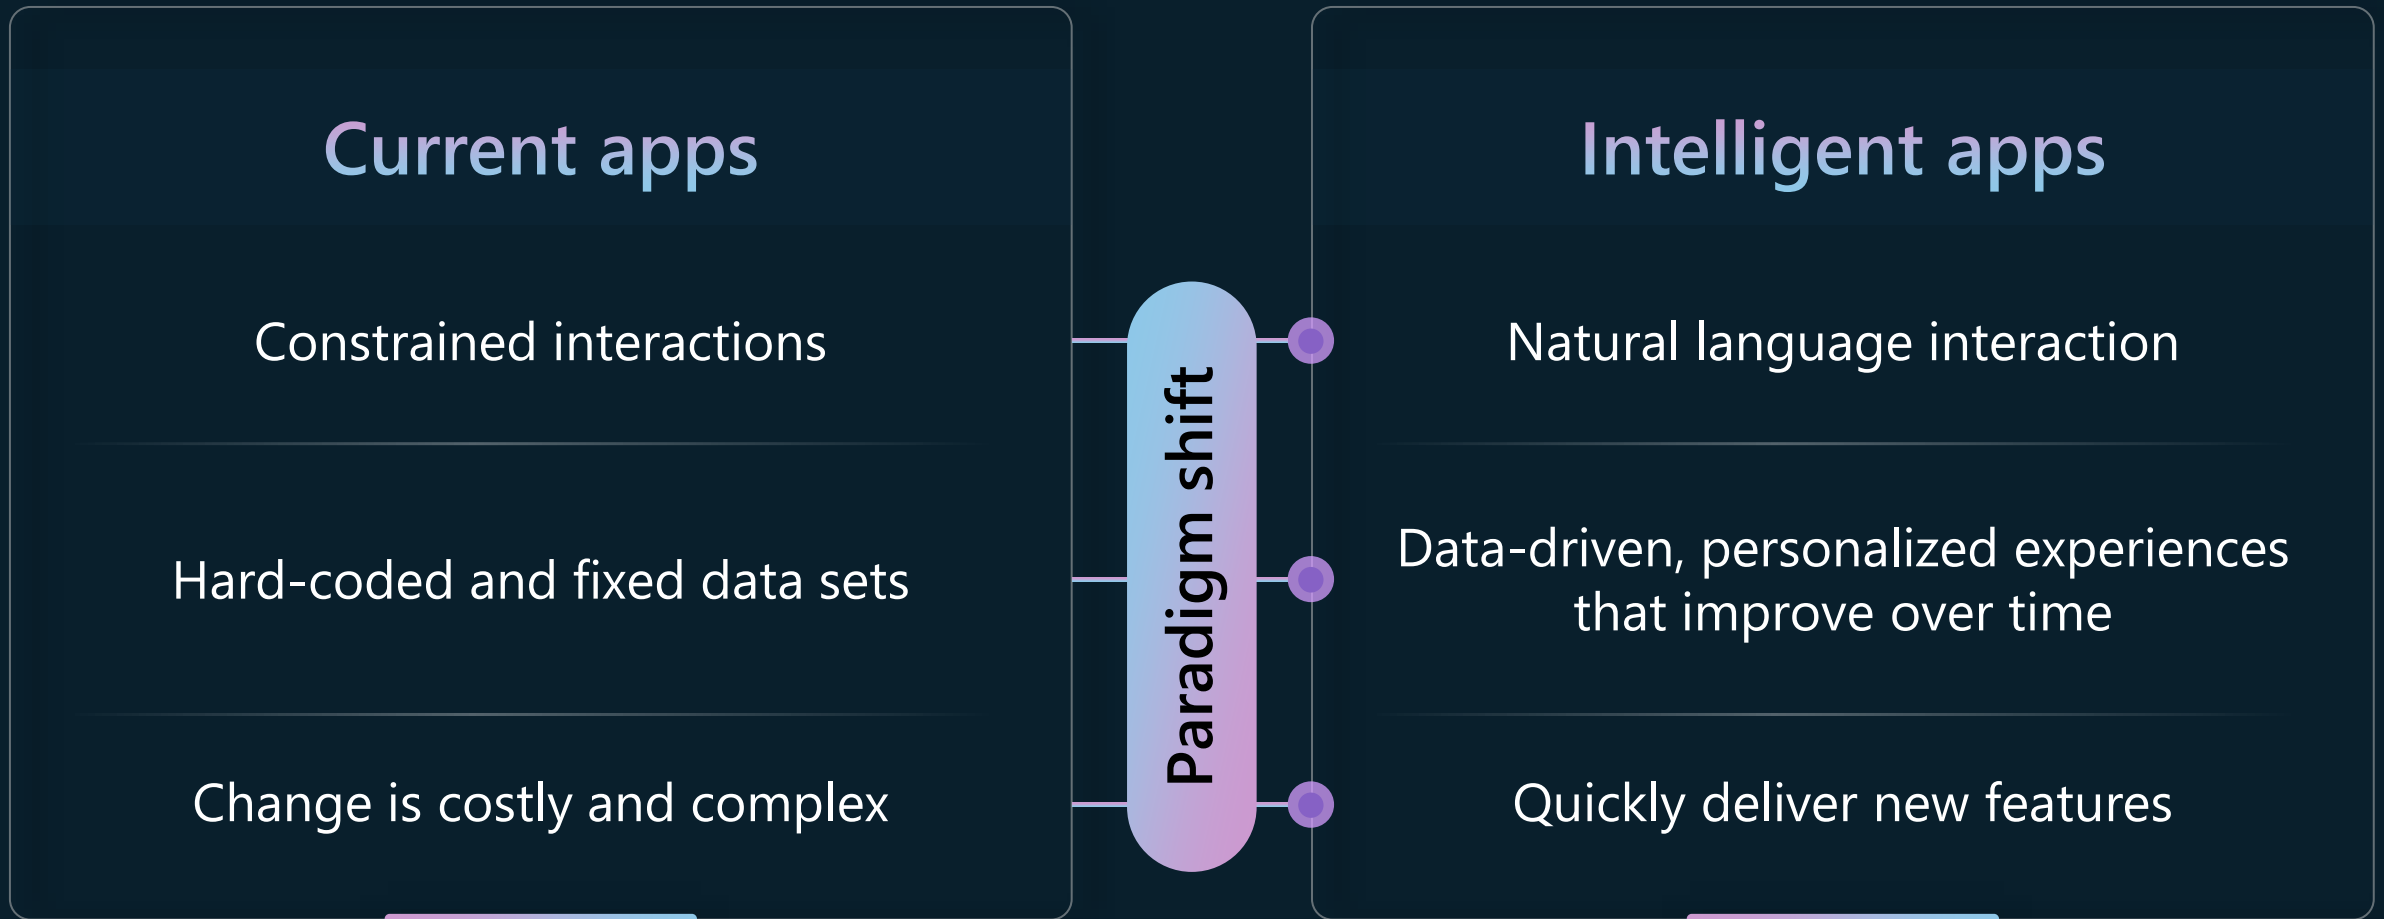 Current apps
Constrained interactions
Hard-coded and fixed data sets
Change is costly and complex
Paradigm shift
Intelligent apps
Natural language interaction
Data-driven, personalized experiences
that improve over time
Quickly deliver new features